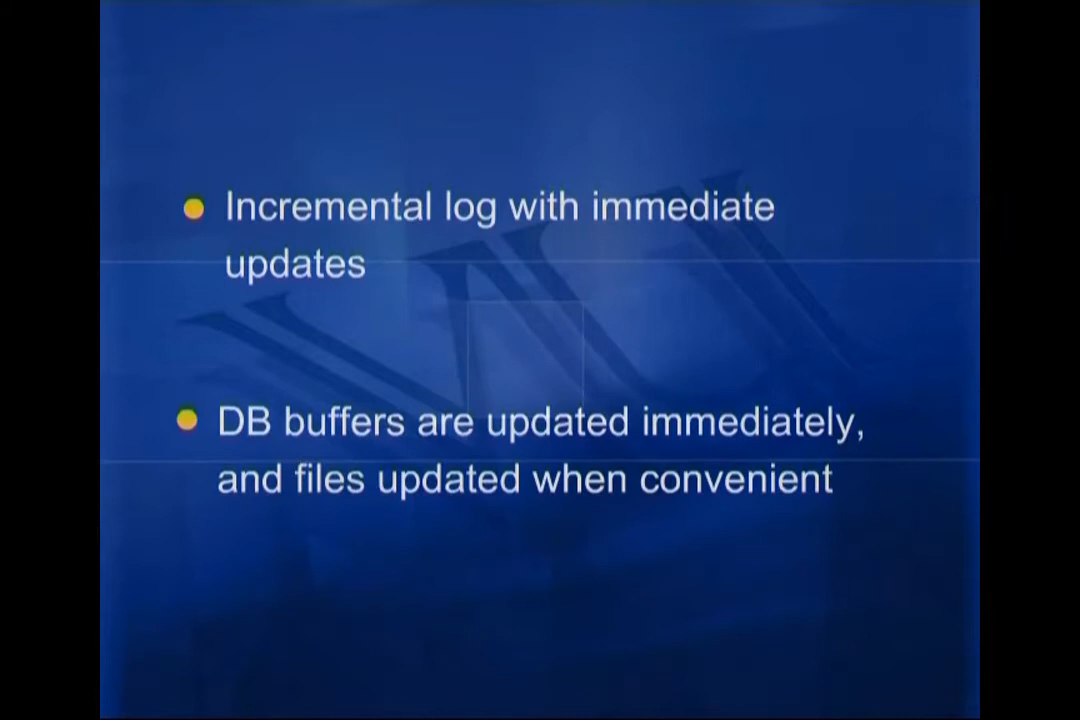 Incremental log with immediate
updates
DB buffers are updated immediately,
and files updated when convenient